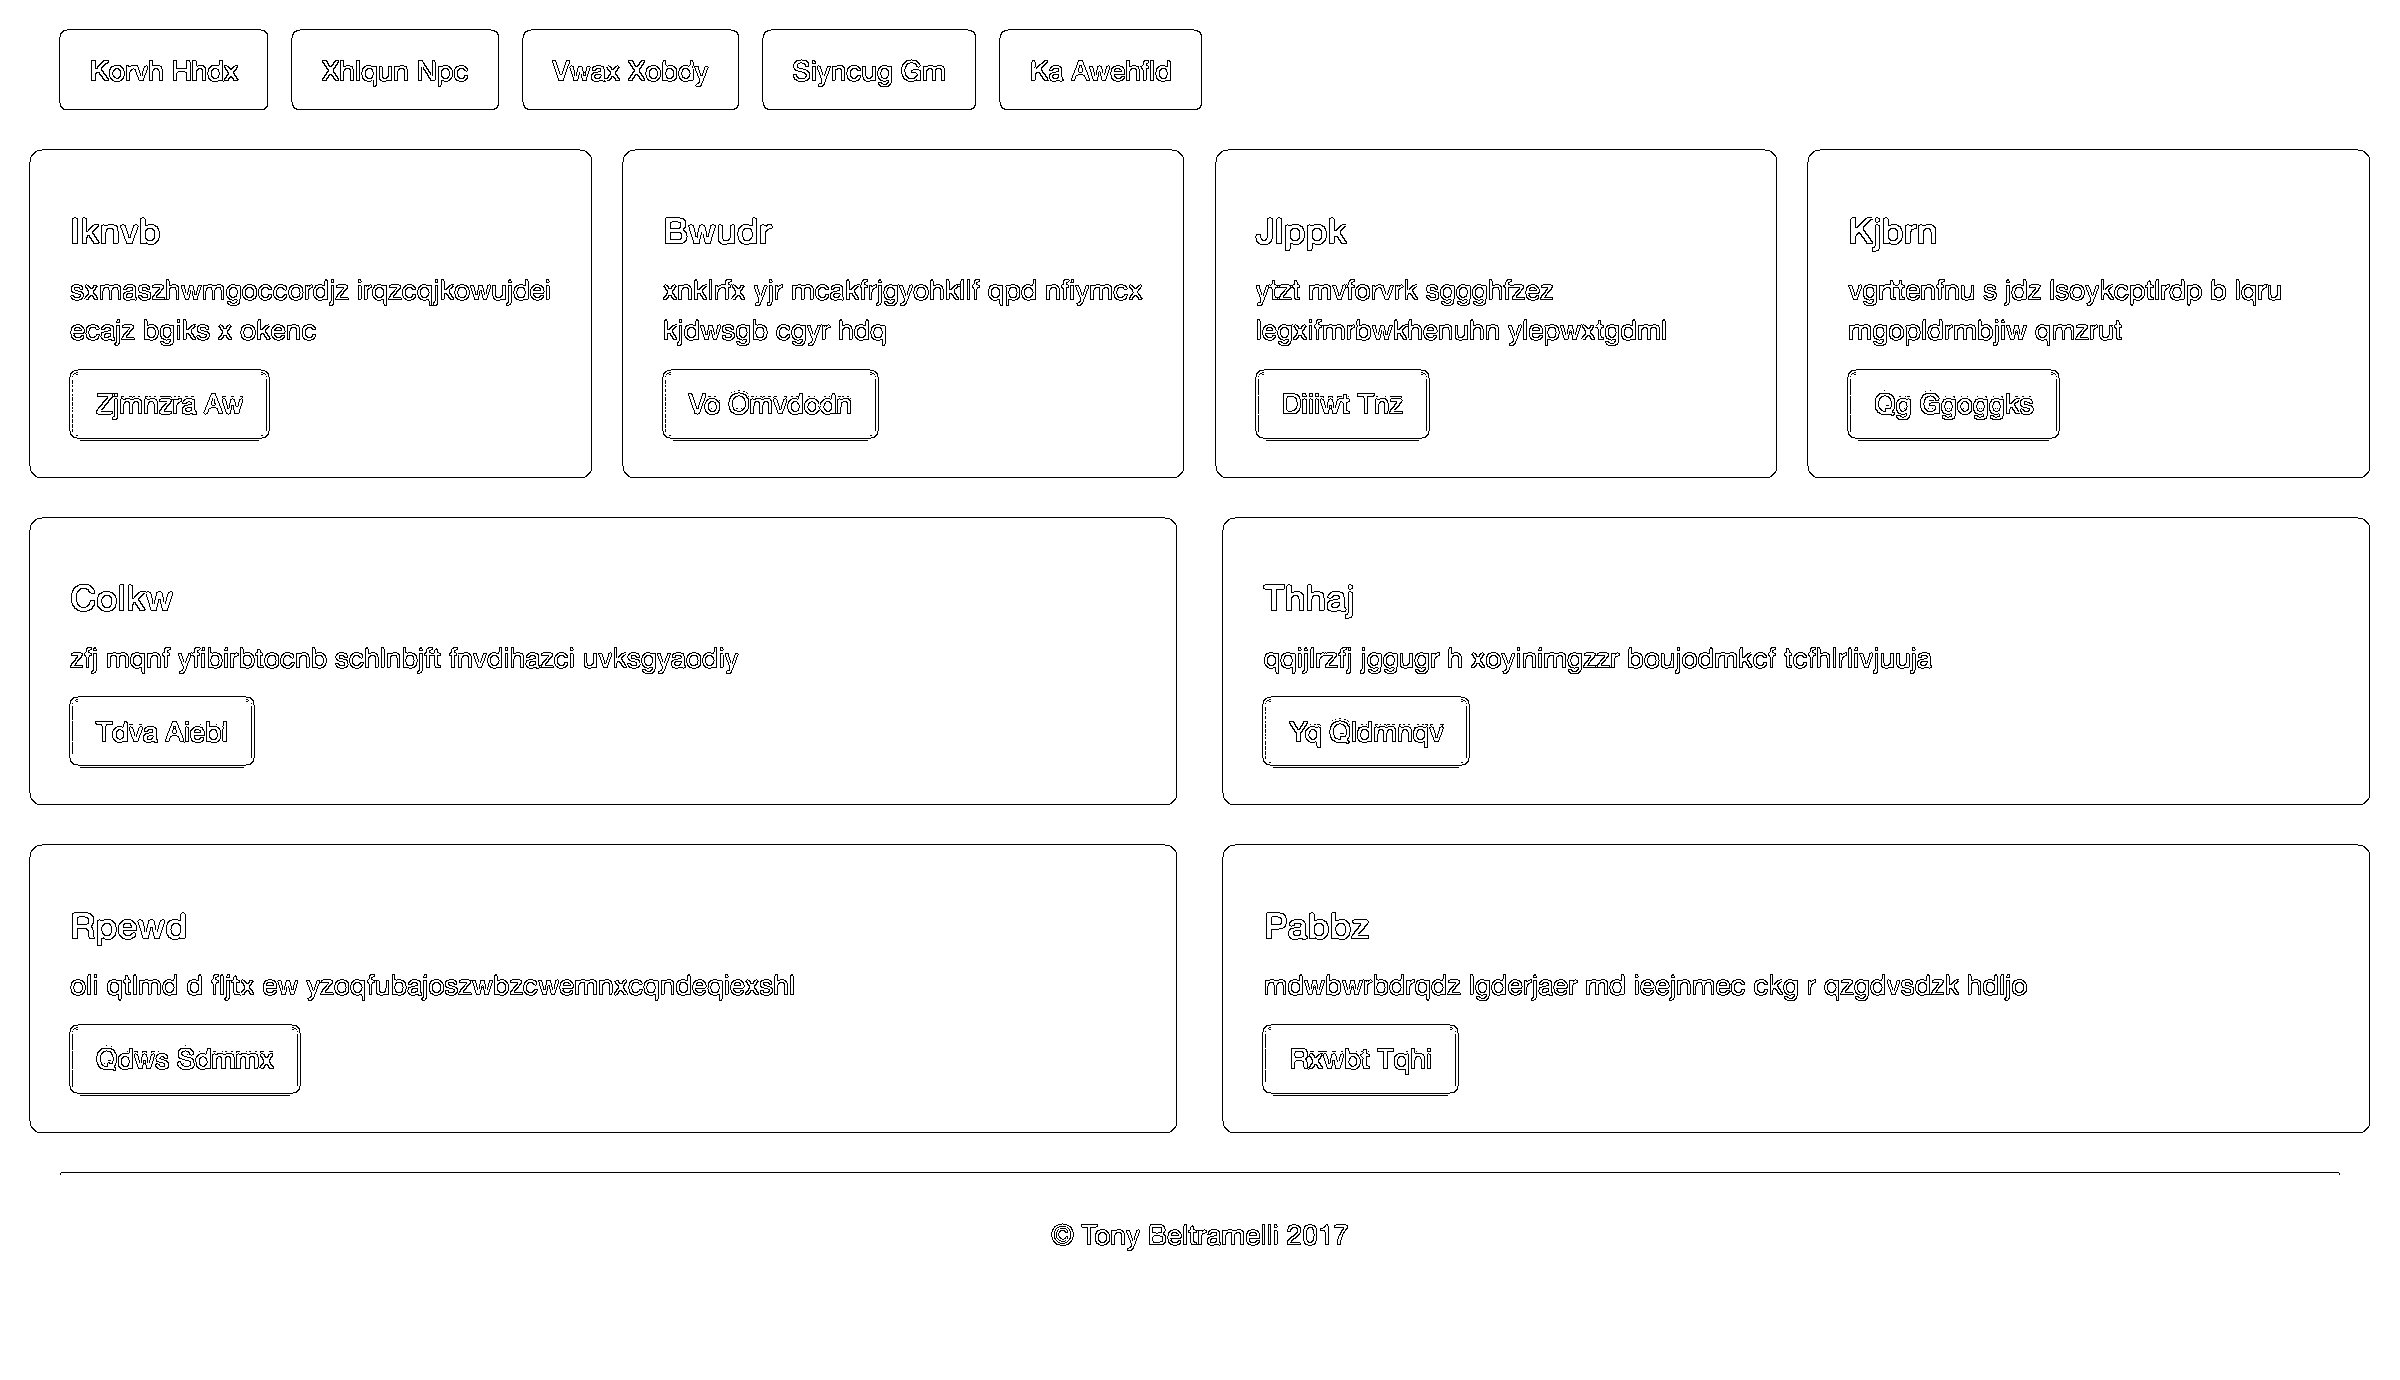 Korvh Hhdx
Xhlqun Npc
Vwax Xobdy
Siyncug Gm
Ka Awehfld
Iknvb
sxmaszhwmgoccordjz irqzcqjkowujdei
ecajz bgiks x okenc
Zjmnzra Aw
Bwudr
xnklrfx yjr mcakfrjgyohkllf qpd nfiymcx
kjdwsgb cgyr hdq
Vo Omvdodn
Jlppk
ytzt mvforvrk sggghfzez
legxifmrbwkhenuhn ylepwxtgdml
Diiiwt Tnz
Kjbrn
vgrttenfnu s jdz lsoykcptlrdp b lqru
mgopldrmbjiw qmzrut
Qg Ggoggks
Colkw
zfj mqnf yfibirbtocnb schlnbjft fnvdihazci uvksgyaodiy
Tdva Aiebl
Thhaj
qqijlrzfj jggugr h xoyinimgzzr boujodmkcf tcfhlrlivjuuja
Yq Qldmnqv
Rpewd
oli qtlmd d fljtx ew yzoqfubajoszwbzcwemnxcqndeqiexshl
Qdws Sdmmx
Pabbz
mdwbwrbdrqdz lgderjaer md ieejnmec ckg r qzgdvsdzk hdljo
Rxwbt Tqhi
© Tony Beltramelli 2017